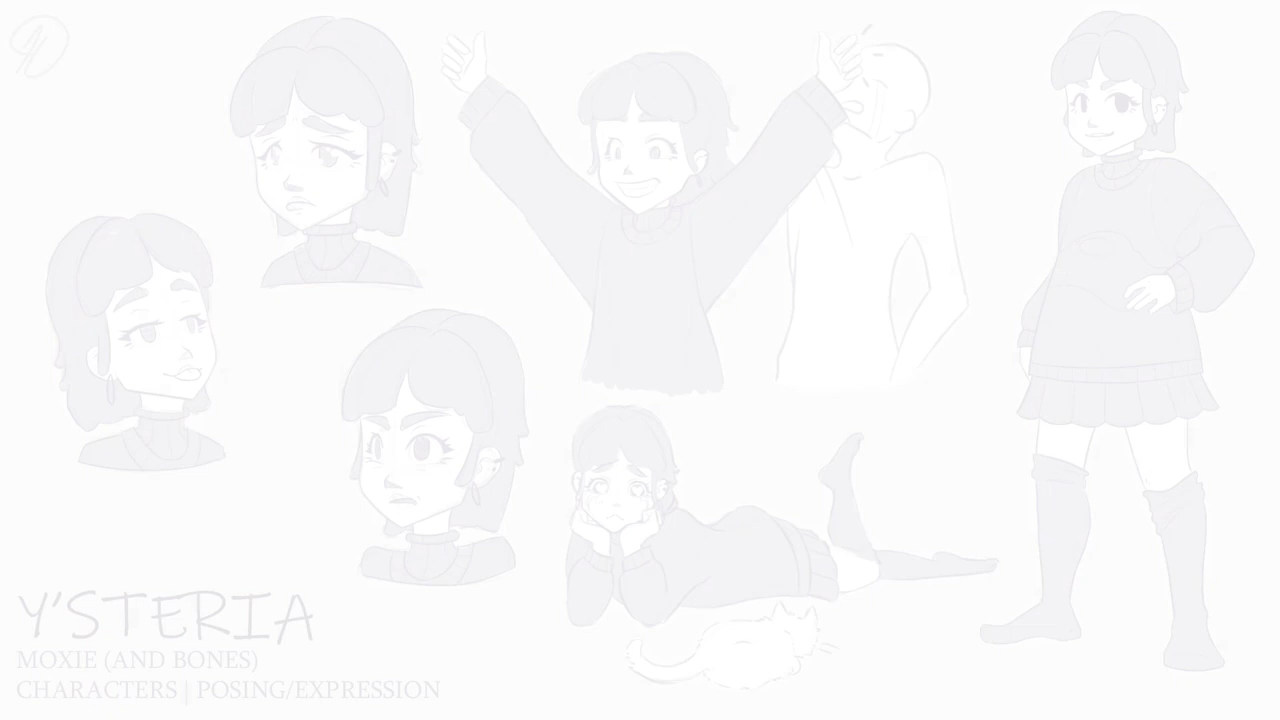 Y'STERIA
MOXIE (AND BONES)
CHARACTERS | POSING/EXPRESSION